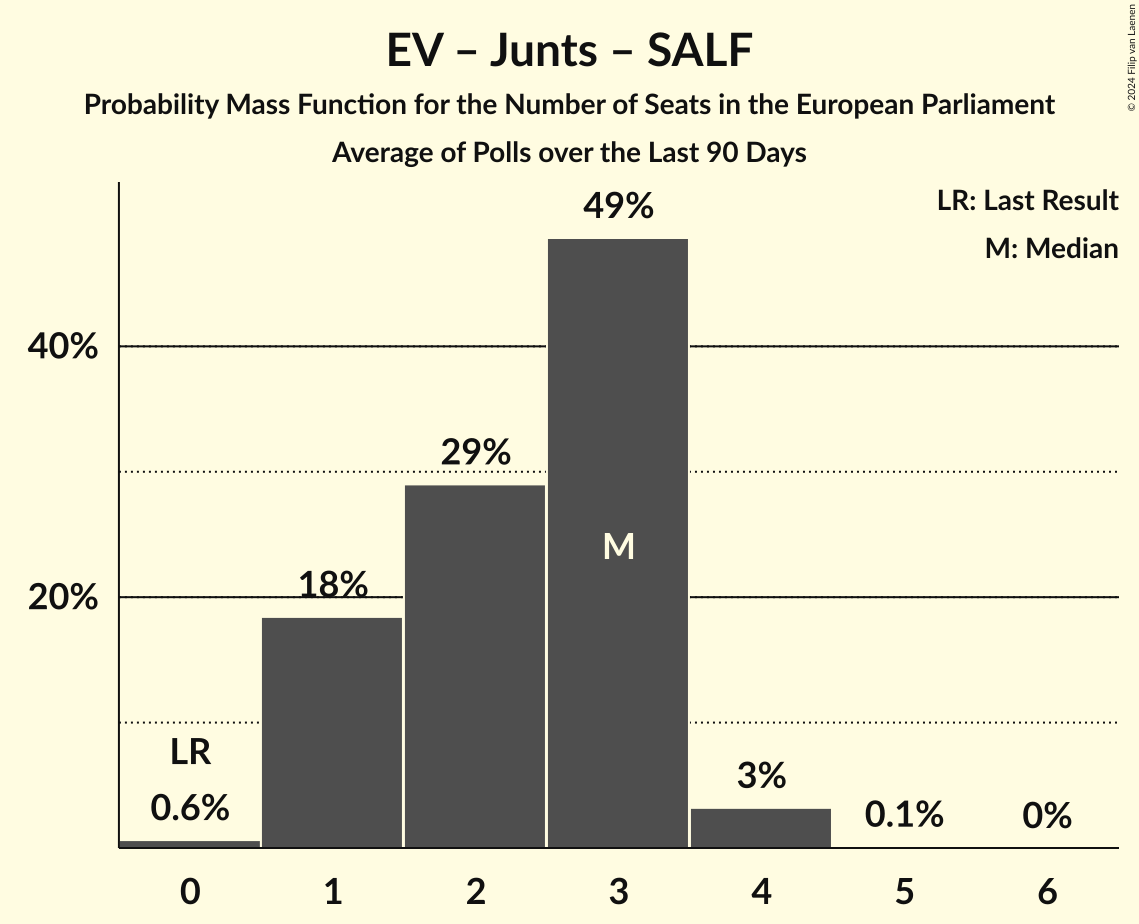 EV – Junts – SALF
Probability Mass Function for the Number of Seats in the European Parliament
Average of Polls over the Last 90 Days
© 2024 Filip van Laenen
LR: Last Result
M: Median
49%
40%
29%
M
18%
20%
LR
0.6%
3%
0.1%
0%
0 1 2 3 4 5 6